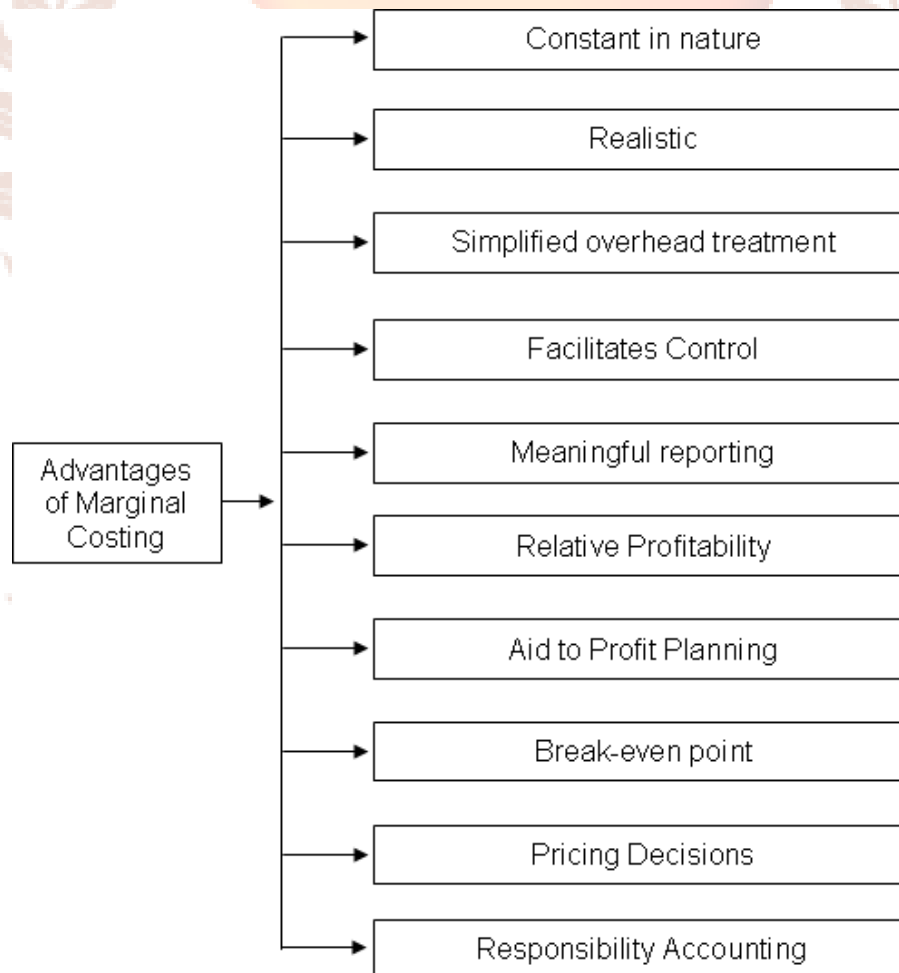 Constant in nature
Realistic
Simplified overhead treatment
Facilitates Control
Meaningful reporting
Advantages
of Marginal
Costing
Relative Profitability
Aid to Profit Planning
Break-even point
Pricing Decisions
Responsibility Accounting